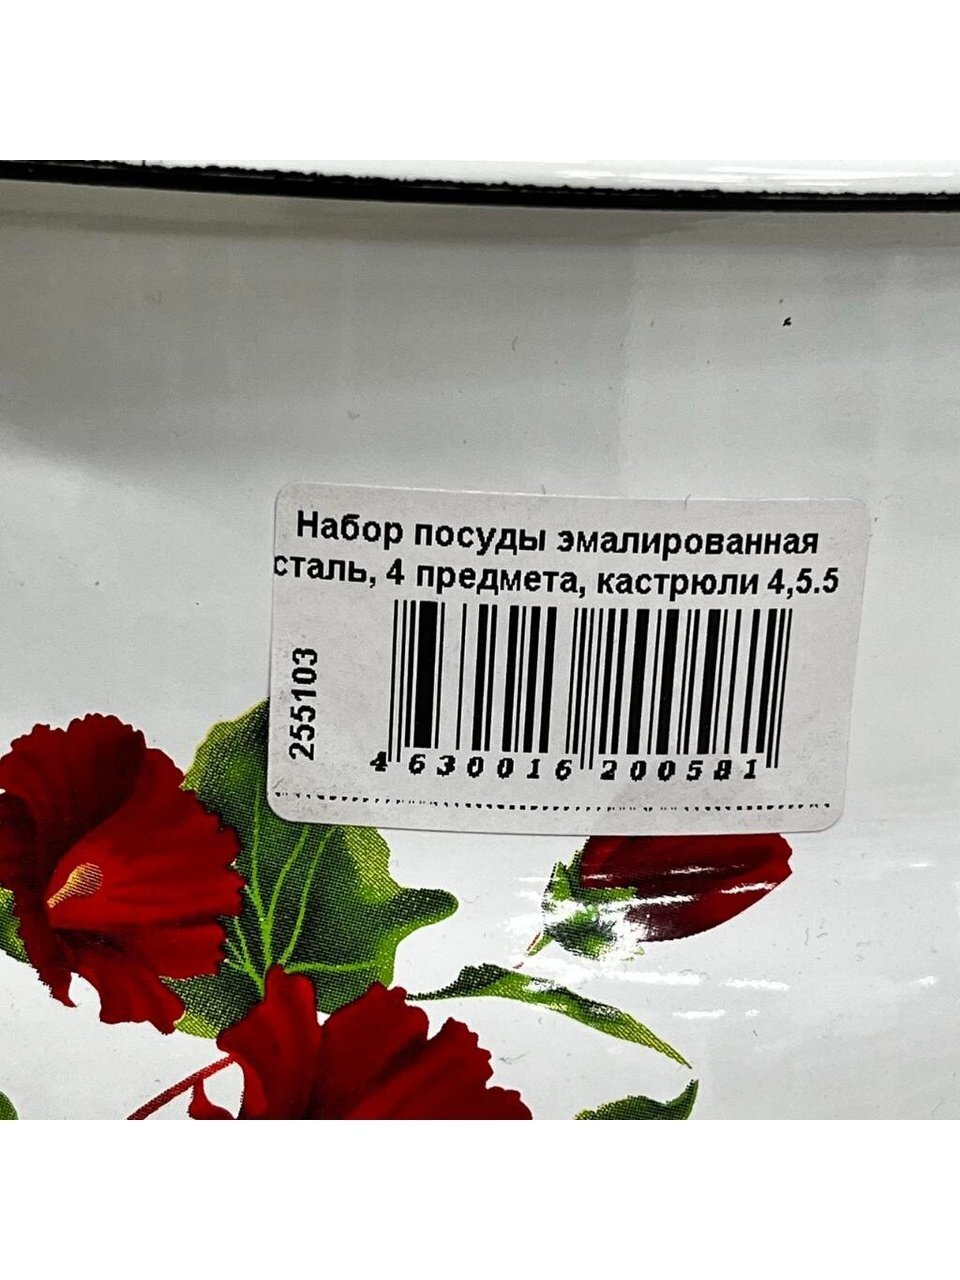 Набор посуды эмалированная
сталь, 4 предмета, кастрюли 4,5.5
255103
4 630016 200581